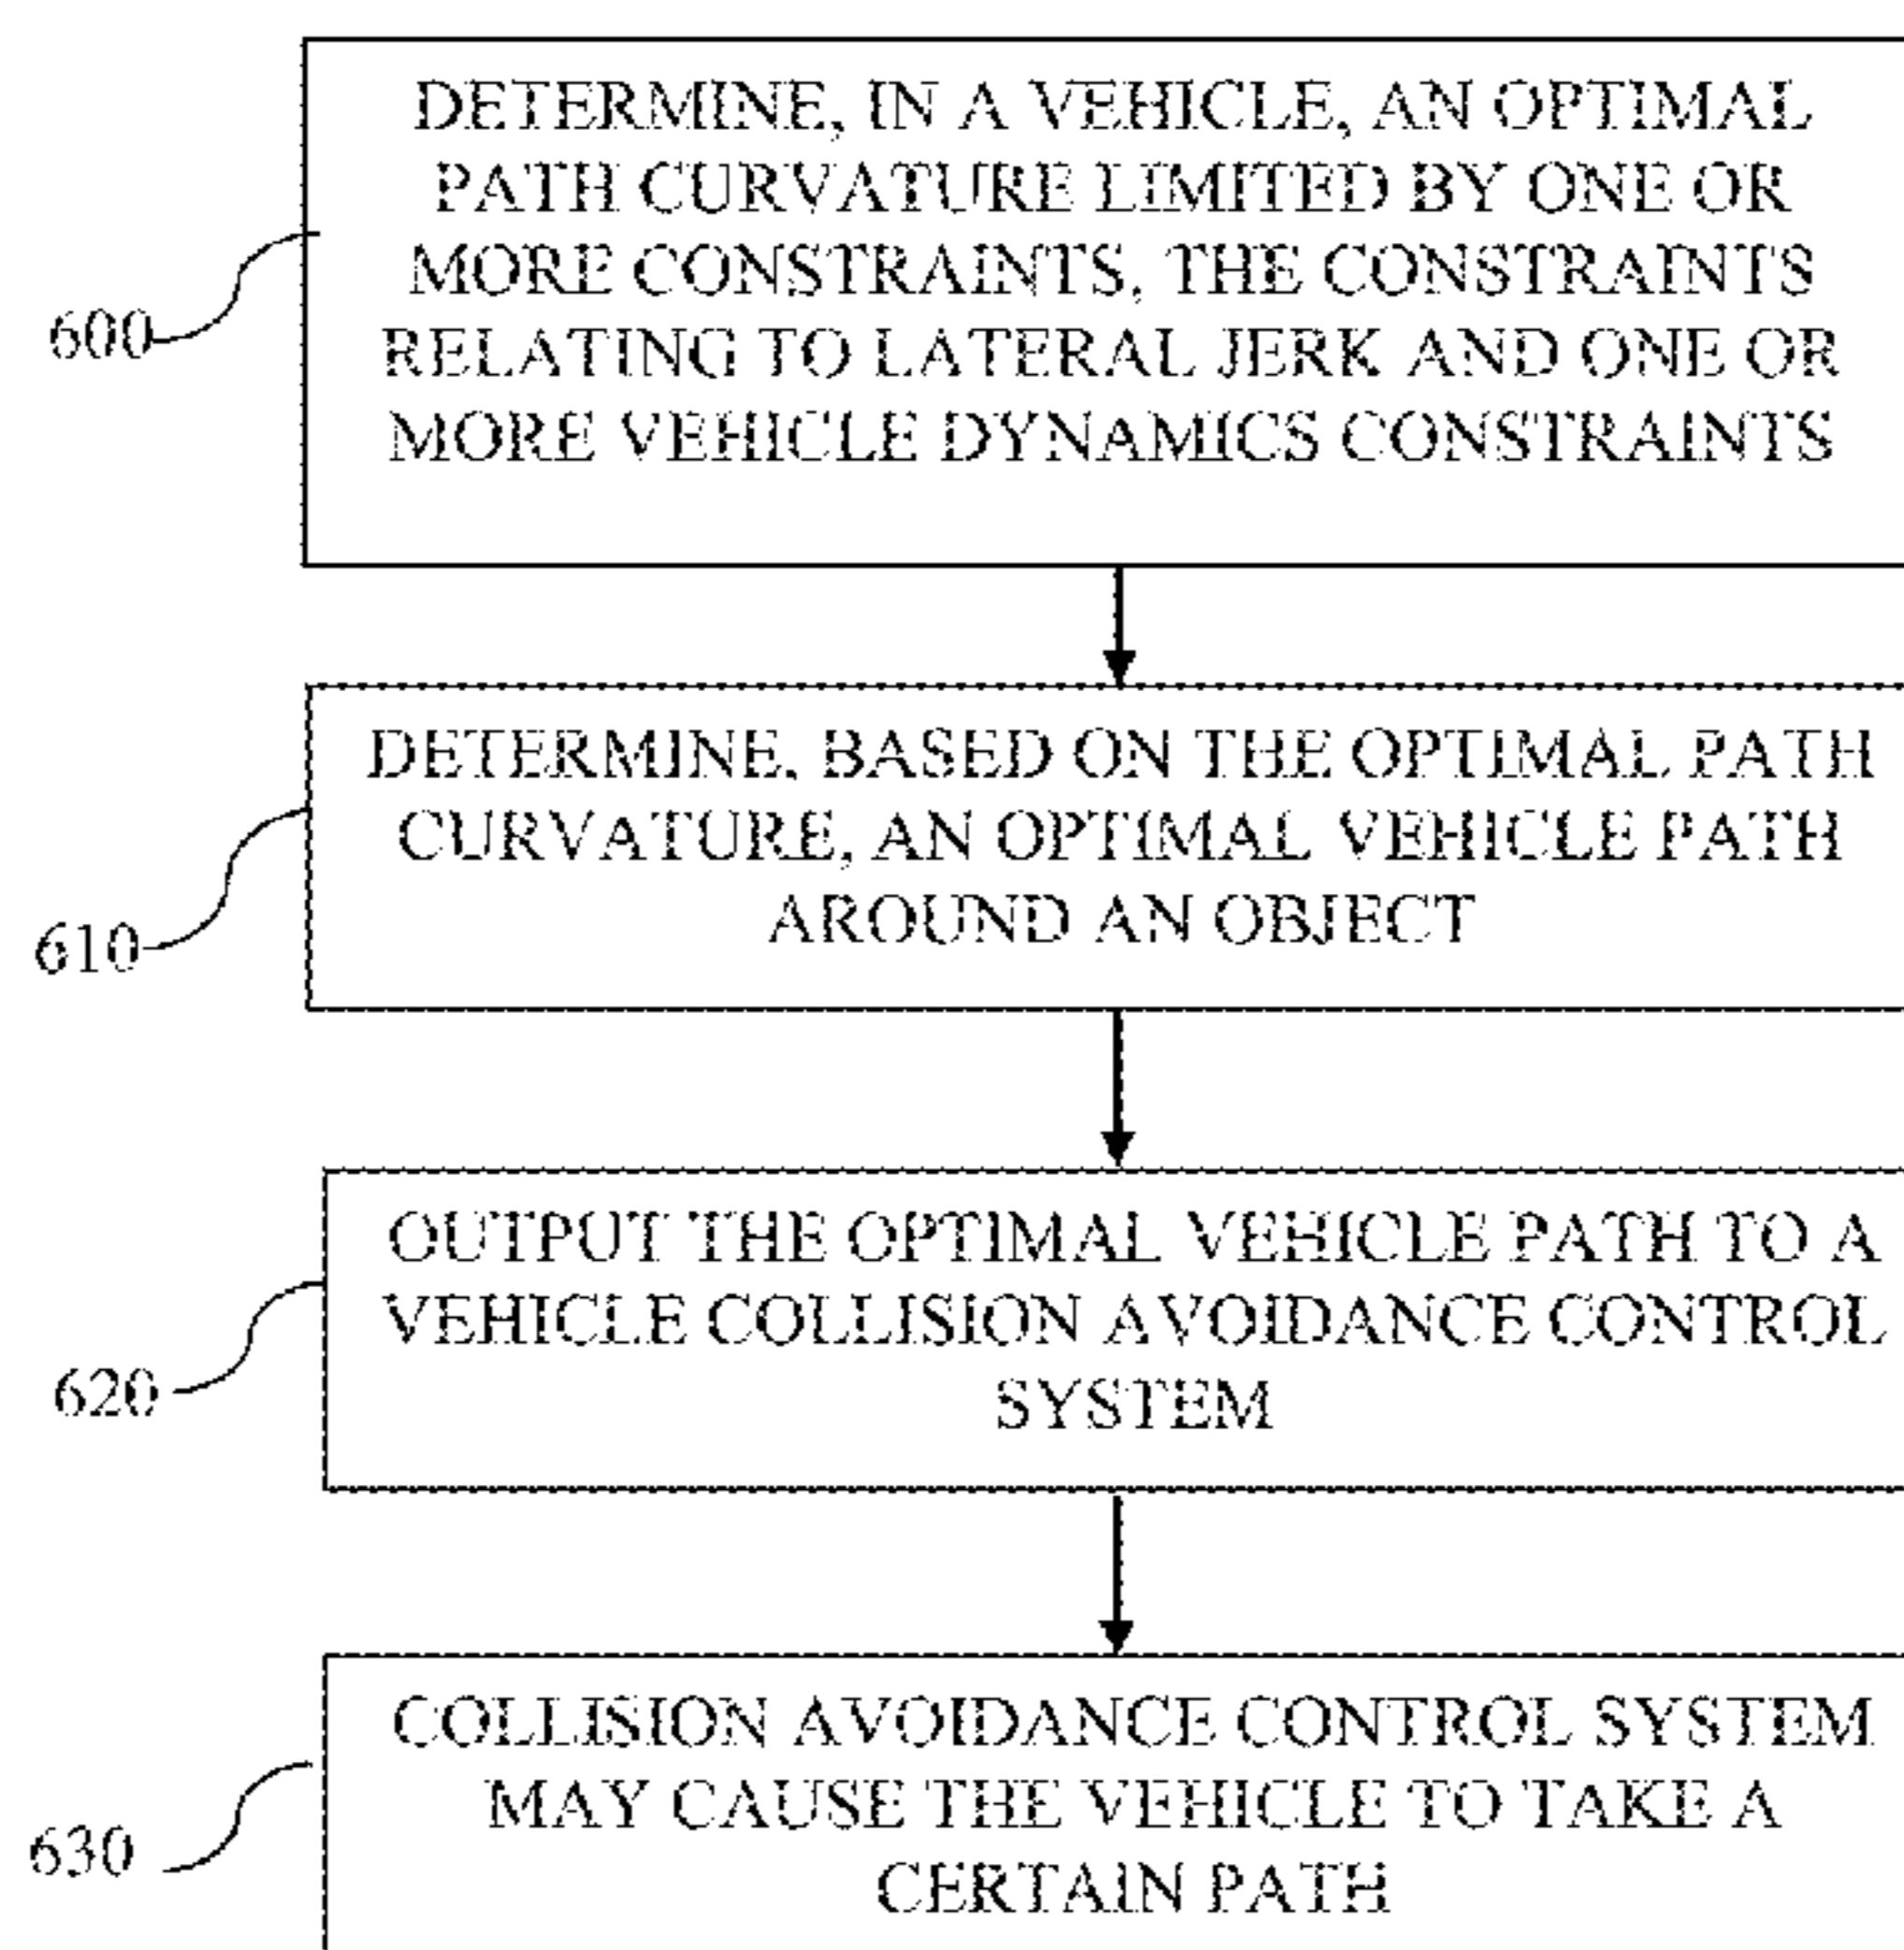 DETERMINE, IN A VEHICLE, AN OPTIMAL
PATH CURVATURE LIMITED BY ONE OR
MORE CONSTRAINTS, THE CONSTRAINTS
RELATING TO LATERAL JERK AND ONE OR
MORE VEHICLE DYNAMICS CONSTRAINTS
600
DETERMINE, BASED ON THE OPTIMAL PATH
CURVATURE, AN OPTIMAL VEHICLE PATH
AROUND AN OBJECT
610
OUTPUT THE OPTIMAL VEHICLE PATH TO A
VEHICLE COLLISION AVOIDANCE CONTROL
SYSTEM
620
COLLISION AVOIDANCE CONTROL SYSTEM
MAY CAUSE THE VEHICLE TO TAKE A
CERTAIN PATH
630